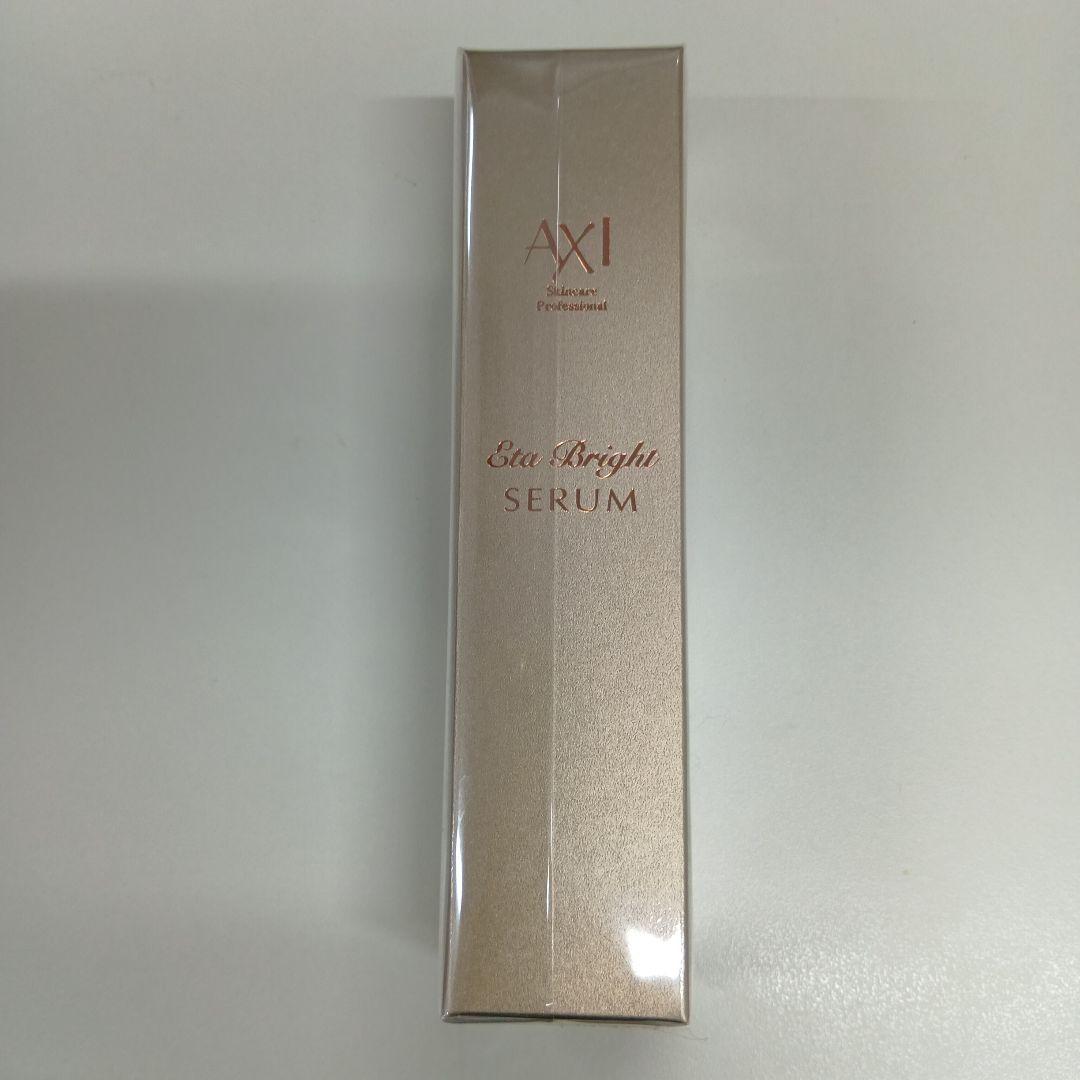 AXI
Skincare
Professional
Eta Bright
SERUM